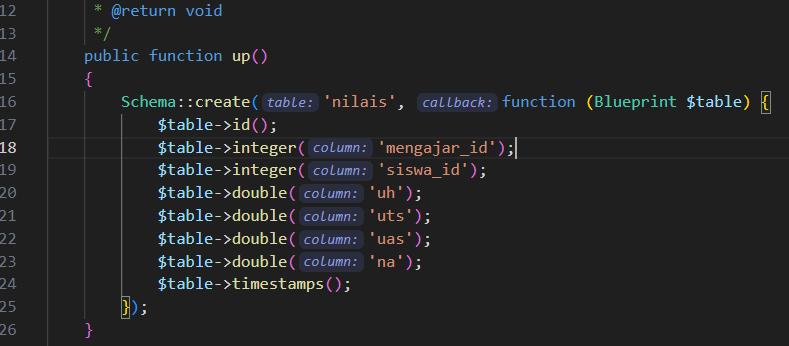 12 * @return void
13 */
14 public function up()
15 {
16 Schema::create(table: 'nilais', callback: function (Blueprint $table) {
17 $table->id();
18 $table->integer(column: 'mengajar_id');
19 $table->integer(column: 'siswa_id');
20 $table->double(column: 'uh');
21 $table->double(column: 'uts');
22 $table->double(column: 'uas');
23 $table->double(column: 'na');
24 $table->timestamps();
25 });
26 }